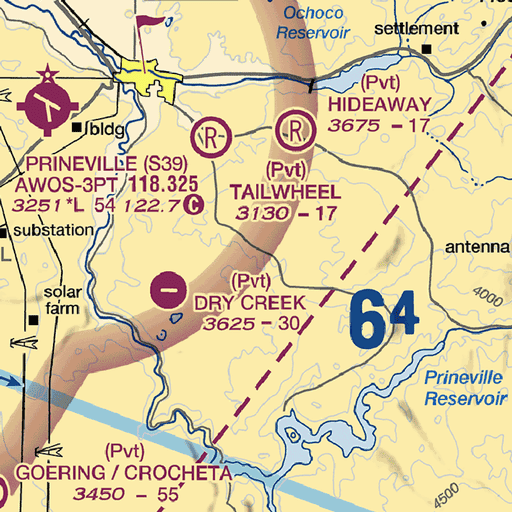 Ochoco
Reservoir
settlement
(Pvt)
HIDEAWAY
3675 - 17
bldg
R
R
PRINEVILLE (S39)
AWOS-3PT 118.325
3251 *L 54 122.7 C
(Pvt)
TAILWHEEL
3130 - 17
substation
L
antenna
solar
farm
(Pvt)
DRY CREEK
3625 - 30
64
4000
Prineville
Reservoir
(Pvt)
GOERING / CROCHETA
3450 - 55
4500